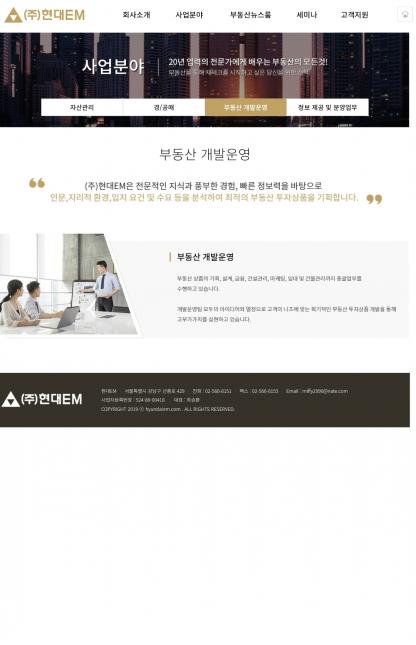 (주)현대EM
회사소개 사업분야 부동산뉴스룸 세미나 고객지원
사업분야
20년 업력의 전문가에게 배우는 부동산의 모든것!
부동산을 통해 재테크를 시작하고 싶은 당신을 위한 선택
자산관리 경/공매 부동산 개발운영 정보 제공 및 분양업무
부동산 개발운영
(주)현대EM은 전문적인 지식과 풍부한 경험, 빠른 정보력을 바탕으로
인문,지리적 환경,입지 요건 및 수요 등을 분석하여 최적의 부동산 투자상품을 기획합니다.
부동산 개발운영
부동산 상품의 기획, 설계, 금융, 건설관리, 마케팅, 임대 및 건물관리까지 총괄업무를
수행하고 있습니다.
개발운영팀 모두의 아이디어와 열정으로 고객의 니즈에 맞는 획기적인 부동산 투자상품 개발을 통해
고부가가치를 실현하고 있습니다.
(주)현대EM
현대EM 서울특별시 강남구 선릉로 429 전화 : 02-568-8151 팩스 : 02-568-8153 Email : miffy2990@nate.com
사업자등록번호 : 524-88-00418 대표 : 최승환
COPYRIGHT 2019 ⓒ hyundaiem.com . ALL RIGHTS RESERVED.